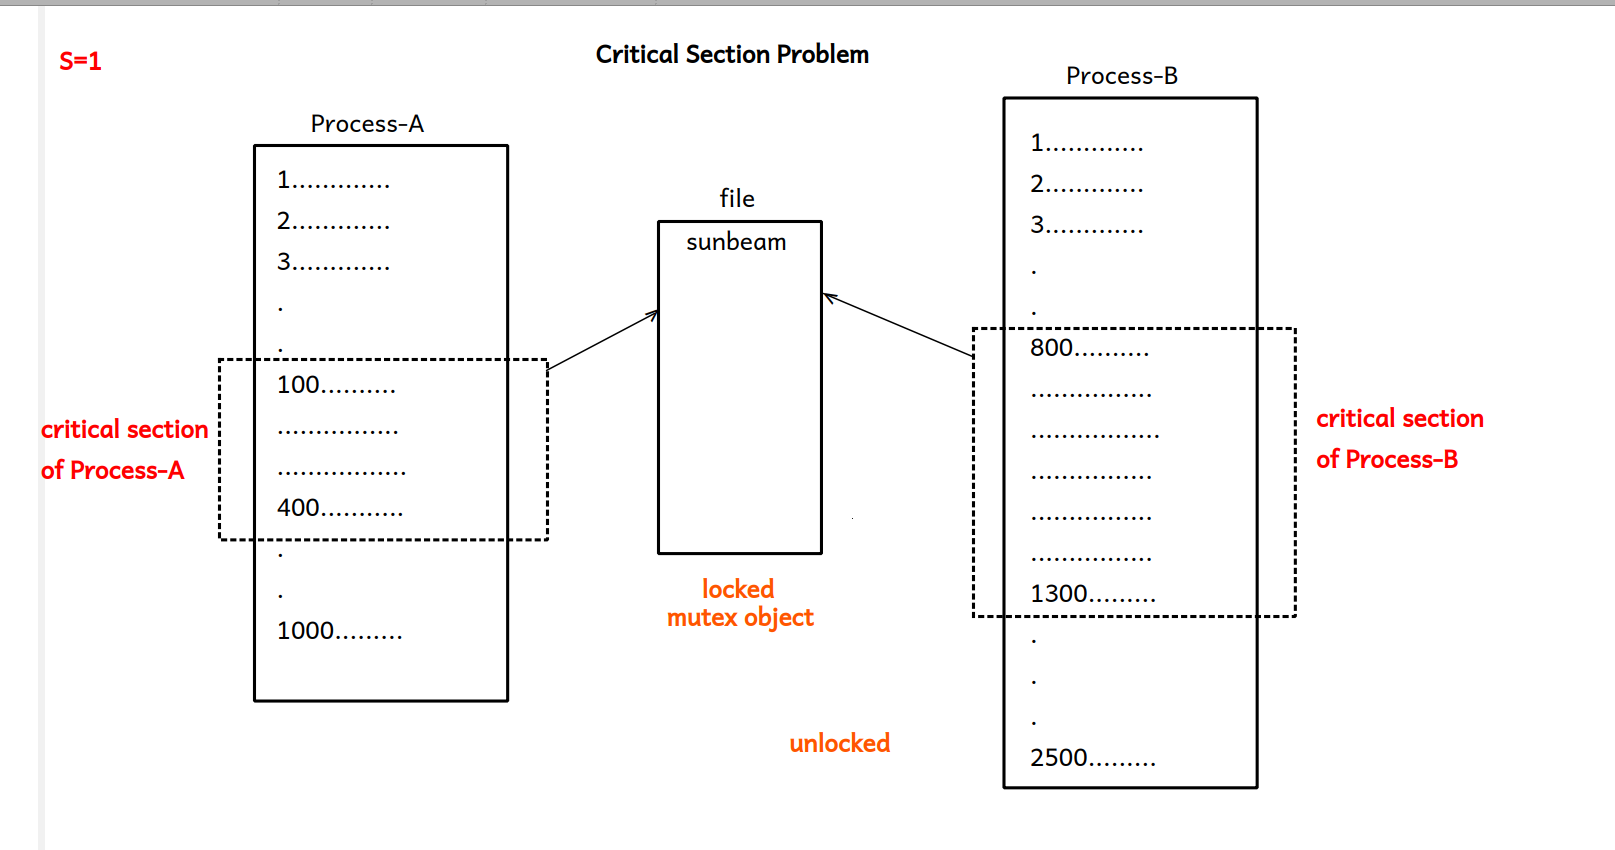 S=1
Critical Section Problem
Process-A
1.............
2.............
3.............
.
.
100..........
................
.................
400...........
.
.
1000.........
critical section
of Process-A
file
sunbeam
locked
mutex object
unlocked
Process-B
1.............
2.............
3.............
.
.
800..........
................
.................
................
................
................
1300.........
.
.
.
2500.........
critical section
of Process-B